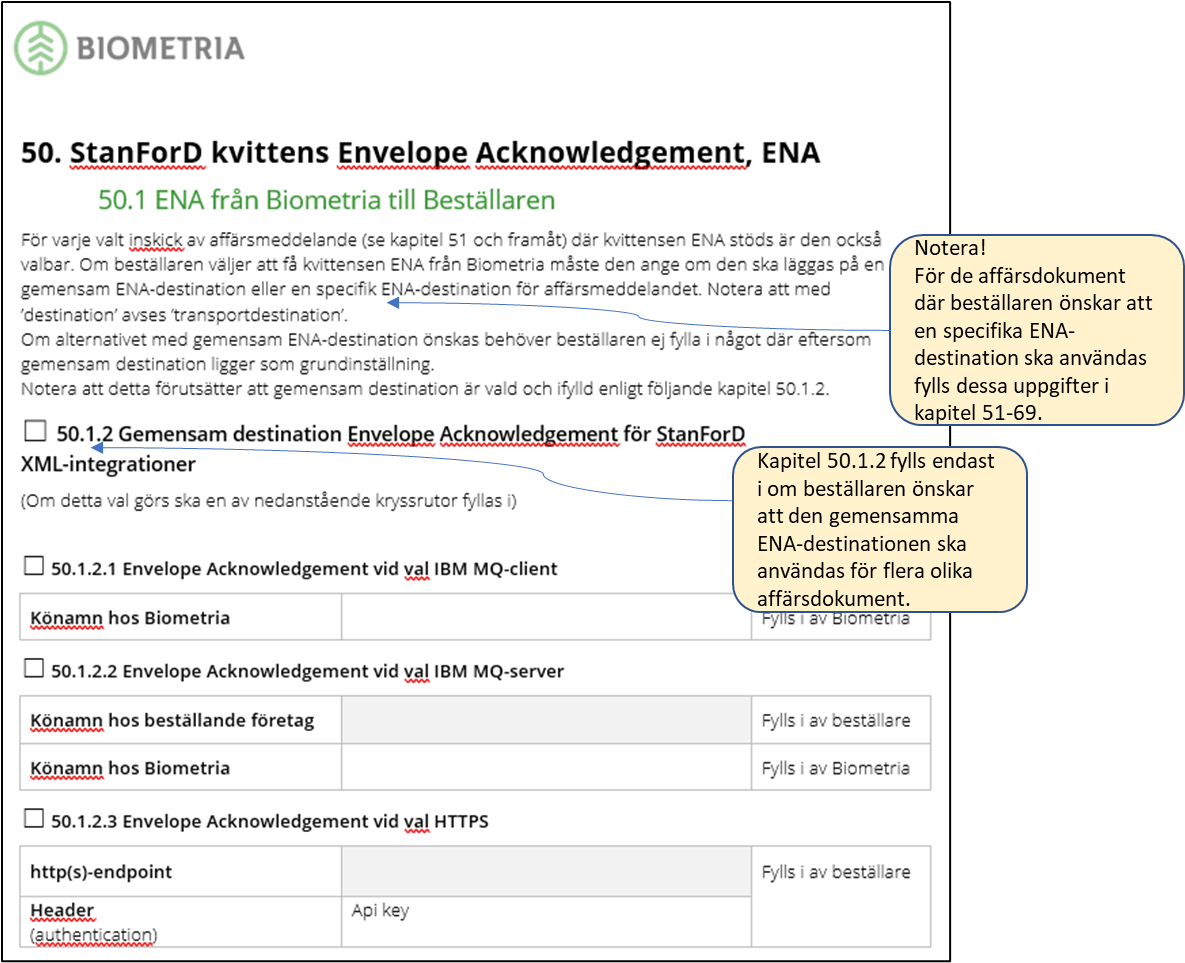 BIOMETRIA
50. StanForD kvittens Envelope Acknowledgement, ENA
50.1 ENA från Biometria till Beställaren
För varje valt inskick av affärsmeddelande (se kapitel 51 och framåt) där kvittensen ENA stöds är den också
valbar. Om beställaren väljer att få kvittensen ENA från Biometria måste den ange om den ska läggas på en
gemensam ENA-destination eller en specifik ENA-destination för affärsmeddelandet. Notera att med
’destination’ avses ’transportdestination’.
Om alternativet med gemensam ENA-destination önskas behöver beställaren ej fylla i något där eftersom
gemensam destination ligger som grundinställning.
Notera att detta förutsätter att gemensam destination är vald och ifylld enligt följande kapitel 50.1.2.
Notera!
För de affärsdokument
där beställaren önskar att
en specifika ENA-
destination ska användas
fylls dessa uppgifter i
kapitel 51-69.
☐ 50.1.2 Gemensam destination Envelope Acknowledgement för StanForD
XML-integrationer
(Om detta val görs ska en av nedanstående kryssrutor fyllas i)
Kapitel 50.1.2 fylls endast
i om beställaren önskar
att den gemensamma
ENA-destinationen ska
användas för flera olika
affärsdokument.
☐ 50.1.2.1 Envelope Acknowledgement vid val IBM MQ-client
Könamn hos Biometria Fylls i av Biometria
☐ 50.1.2.2 Envelope Acknowledgement vid val IBM MQ-server
Könamn hos beställande företag Fylls i av beställare
Könamn hos Biometria Fylls i av Biometria
☐ 50.1.2.3 Envelope Acknowledgement vid val HTTPS
http(s)-endpoint Fylls i av beställare
Header Api key
(authentication)